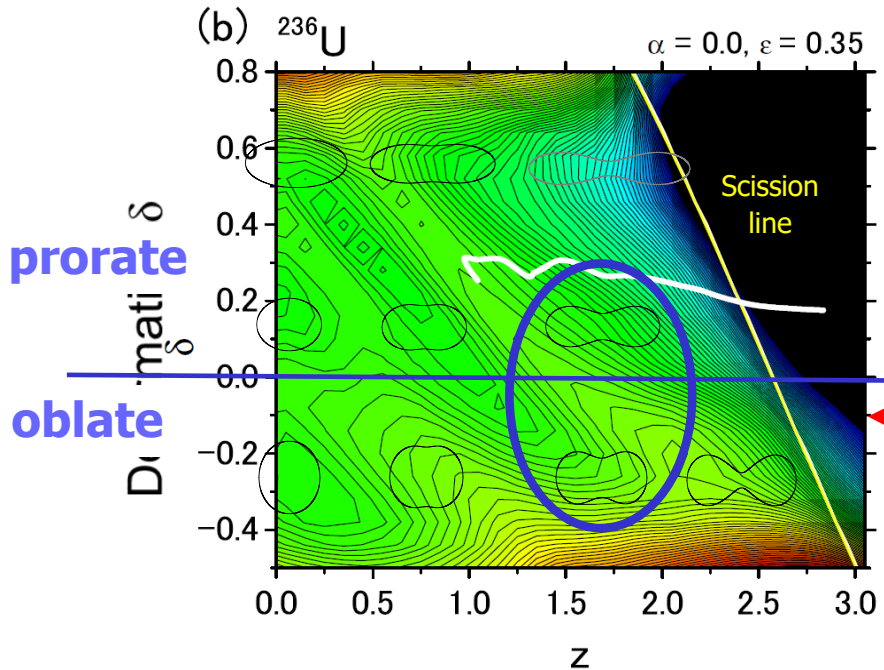 (b) ²³⁶U
α = 0.0, ε = 0.35
0.8
0.6
0.4
0.2
0.0
−0.2
−0.4
δ
δ
mati
prorate
oblate
Scission
line
0.0 0.5 1.0 1.5 2.0 2.5 3.0
z